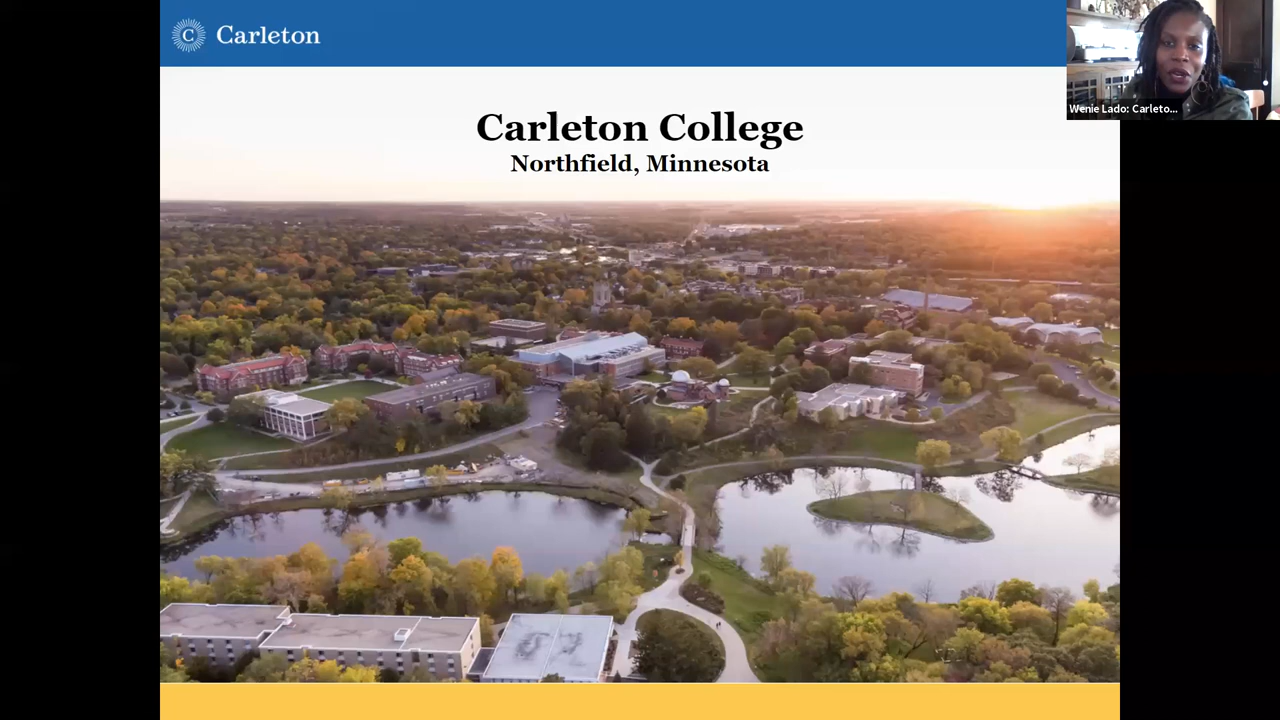 C Carleton
Carleton College
Northfield, Minnesota
Wenie Lado: Carleto...